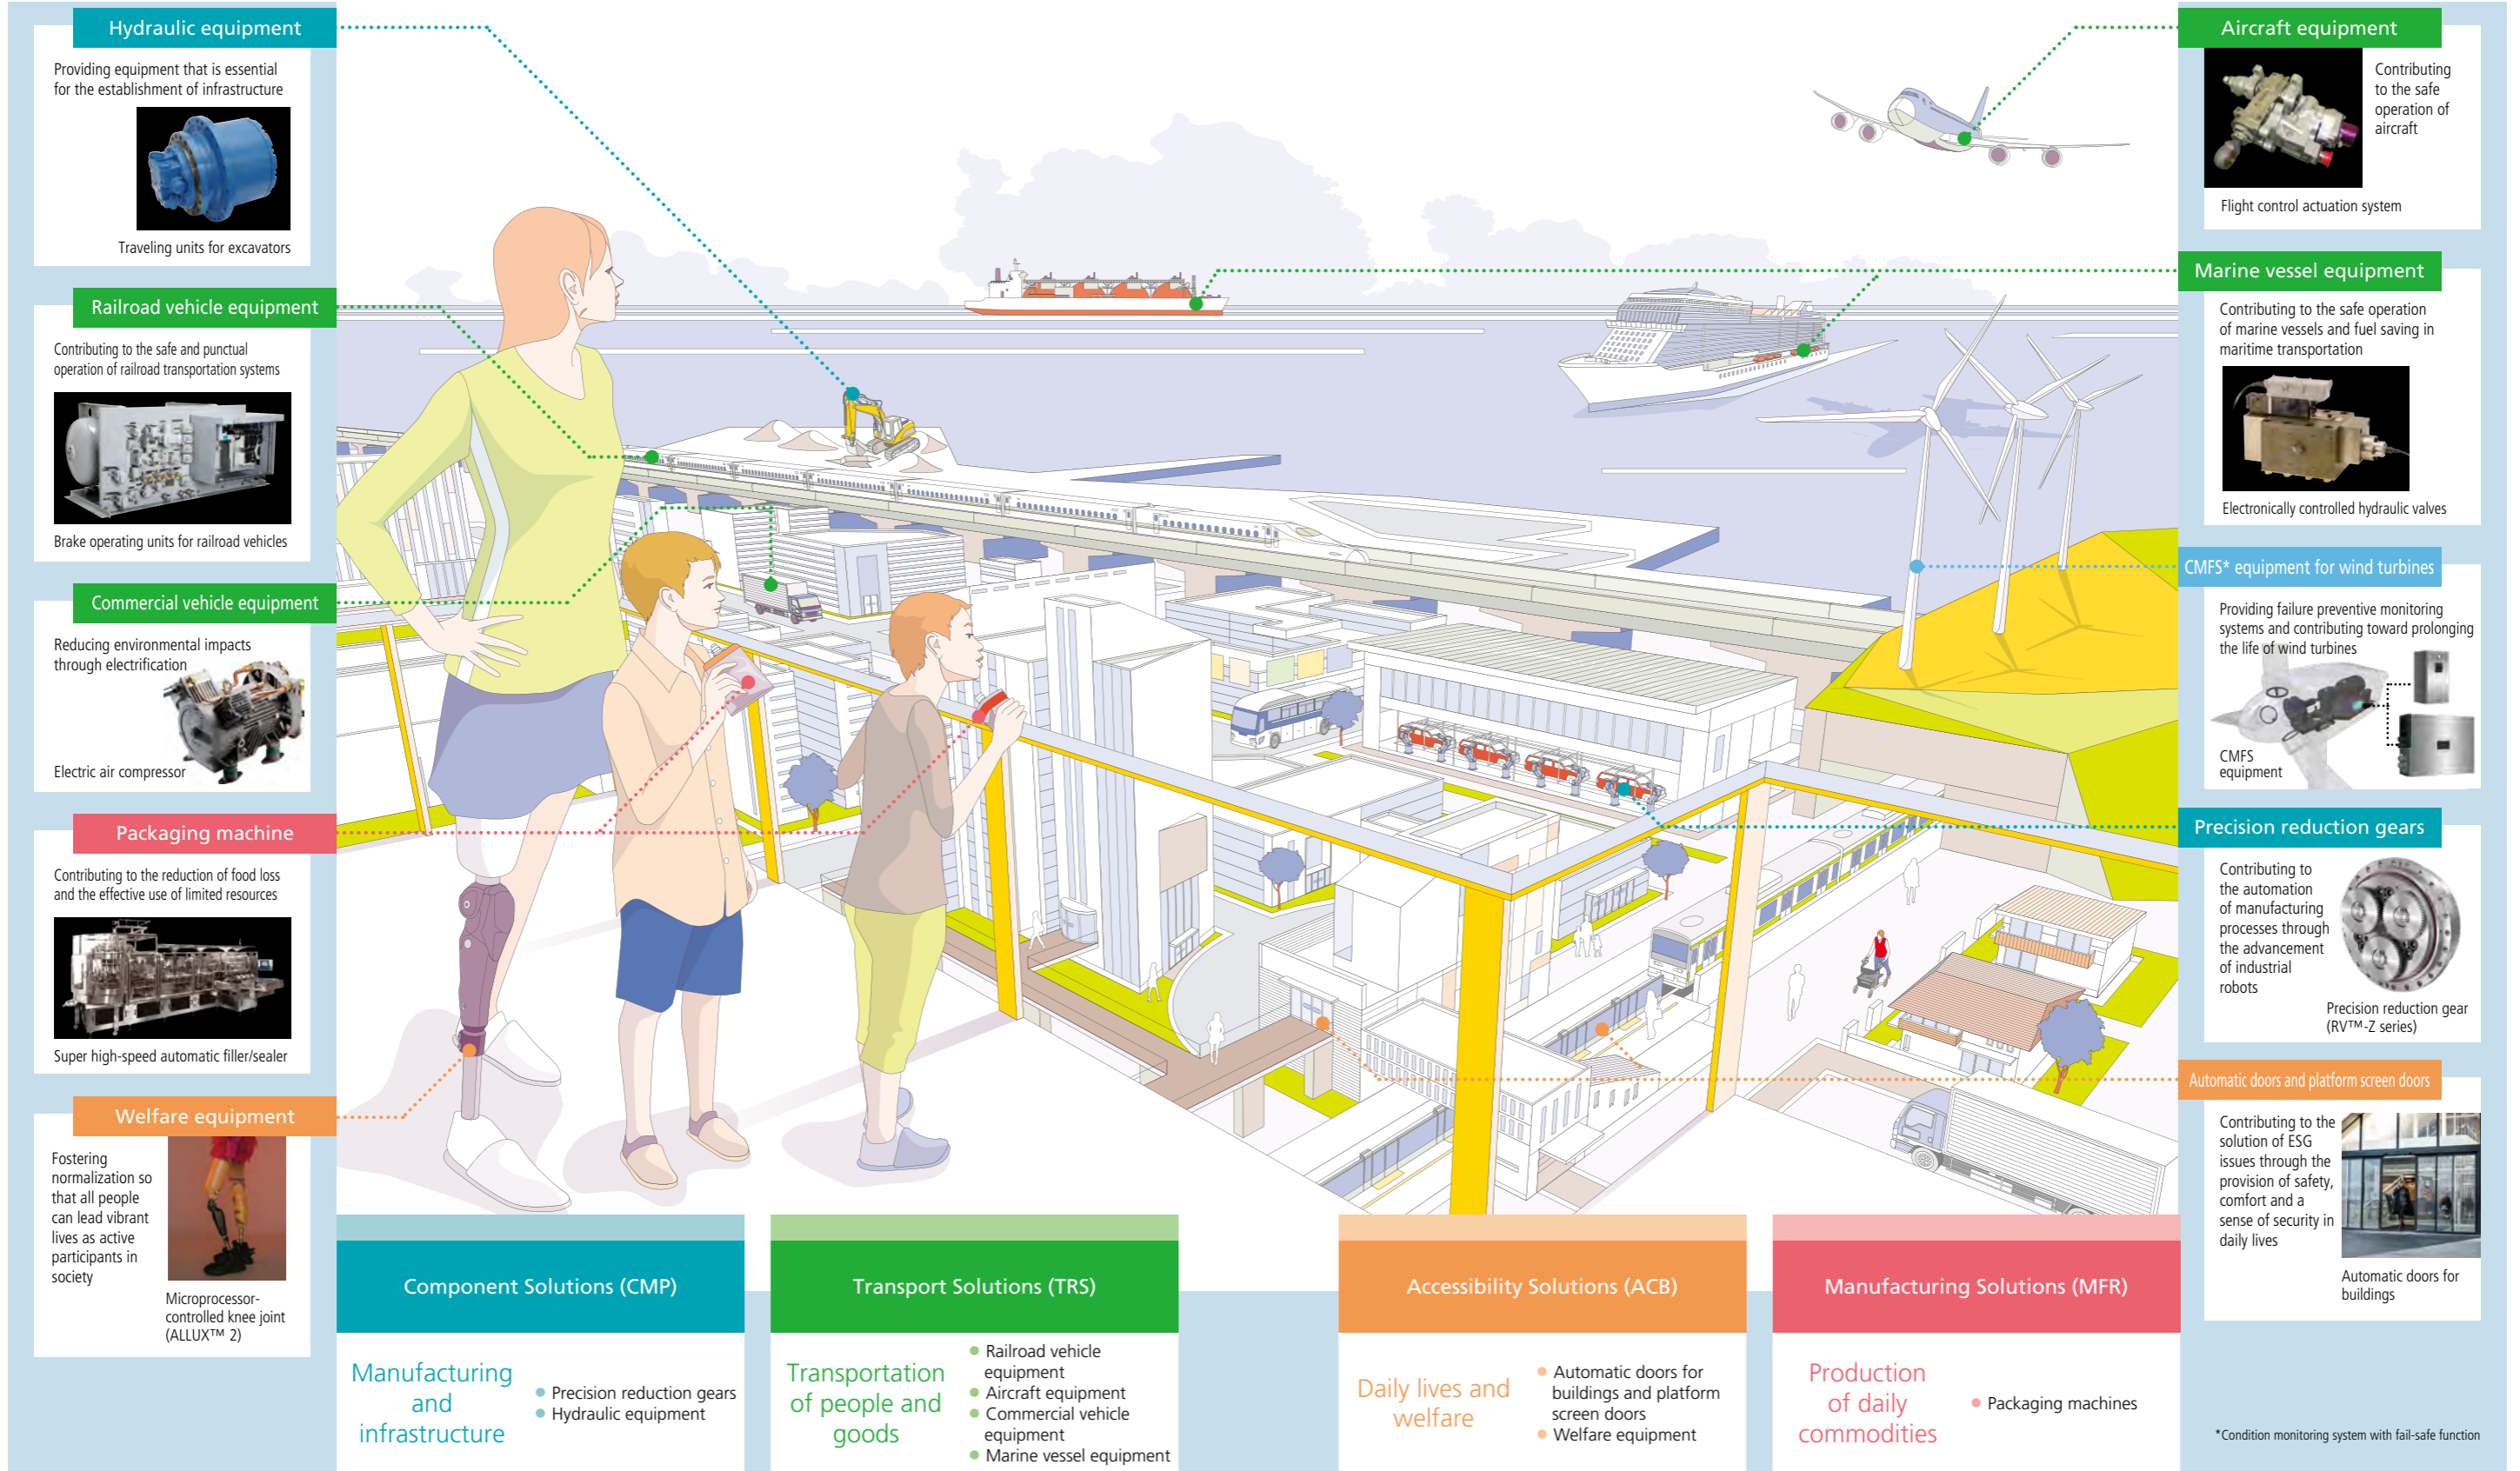 Hydraulic equipment
Providing equipment that is essential
for the establishment of infrastructure
Traveling units for excavators
Railroad vehicle equipment
Contributing to the safe and punctual
operation of railroad transportation systems
Brake operating units for railroad vehicles
Commercial vehicle equipment
Reducing environmental impacts
through electrification
Electric air compressor
Packaging machine
Contributing to the reduction of food loss
and the effective use of limited resources
Super high-speed automatic filler/sealer
Welfare equipment
Fostering
normalization so
that all people
can lead vibrant
lives as active
participants in
society
Microprocessor-
controlled knee joint
(ALLUX™ 2)
Aircraft equipment
Contributing
to the safe
operation of
aircraft
Flight control actuation system
Marine vessel equipment
Contributing to the safe operation
of marine vessels and fuel saving in
maritime transportation
Electronically controlled hydraulic valves
CMFS* equipment for wind turbines
Providing failure preventive monitoring
systems and contributing toward prolonging
the life of wind turbines
CMFS
equipment
Precision reduction gears
Contributing to
the automation
of manufacturing
processes through
the advancement
of industrial
robots
Precision reduction gear
(RV™-Z series)
Automatic doors and platform screen doors
Contributing to the
solution of ESG
issues through the
provision of safety,
comfort and a
sense of security in
daily lives
Automatic doors for
buildings
Component Solutions (CMP)
Manufacturing
and
infrastructure
Precision reduction gears
Hydraulic equipment
Transport Solutions (TRS)
Transportation
of people and
goods
Railroad vehicle
equipment
Aircraft equipment
Commercial vehicle
equipment
Marine vessel equipment
Accessibility Solutions (ACB)
Daily lives and
welfare
Automatic doors for
buildings and platform
screen doors
Welfare equipment
Manufacturing Solutions (MFR)
Production
of daily
commodities
Packaging machines
*Condition monitoring system with fail-safe function